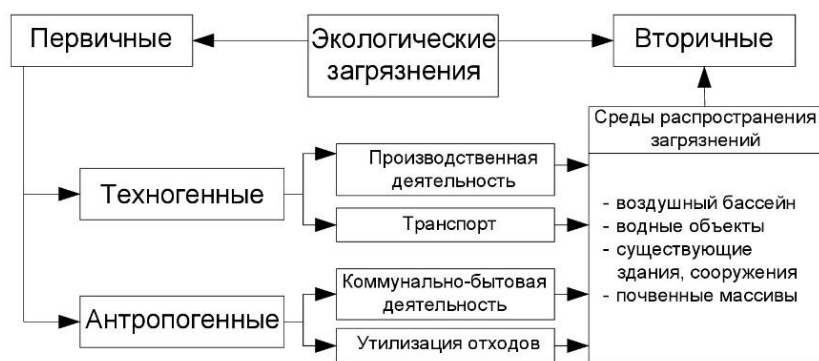 Первичные
Экологические
загрязнения
Вторичные
Среды распространения
загрязнений
Техногенные
Производственная
деятельность
Транспорт
- воздушный бассейн
- водные объекты
- существующие
здания, сооружения
- почвенные массивы
Антропогенные
Коммунально-бытовая
деятельность
Утилизация отходов